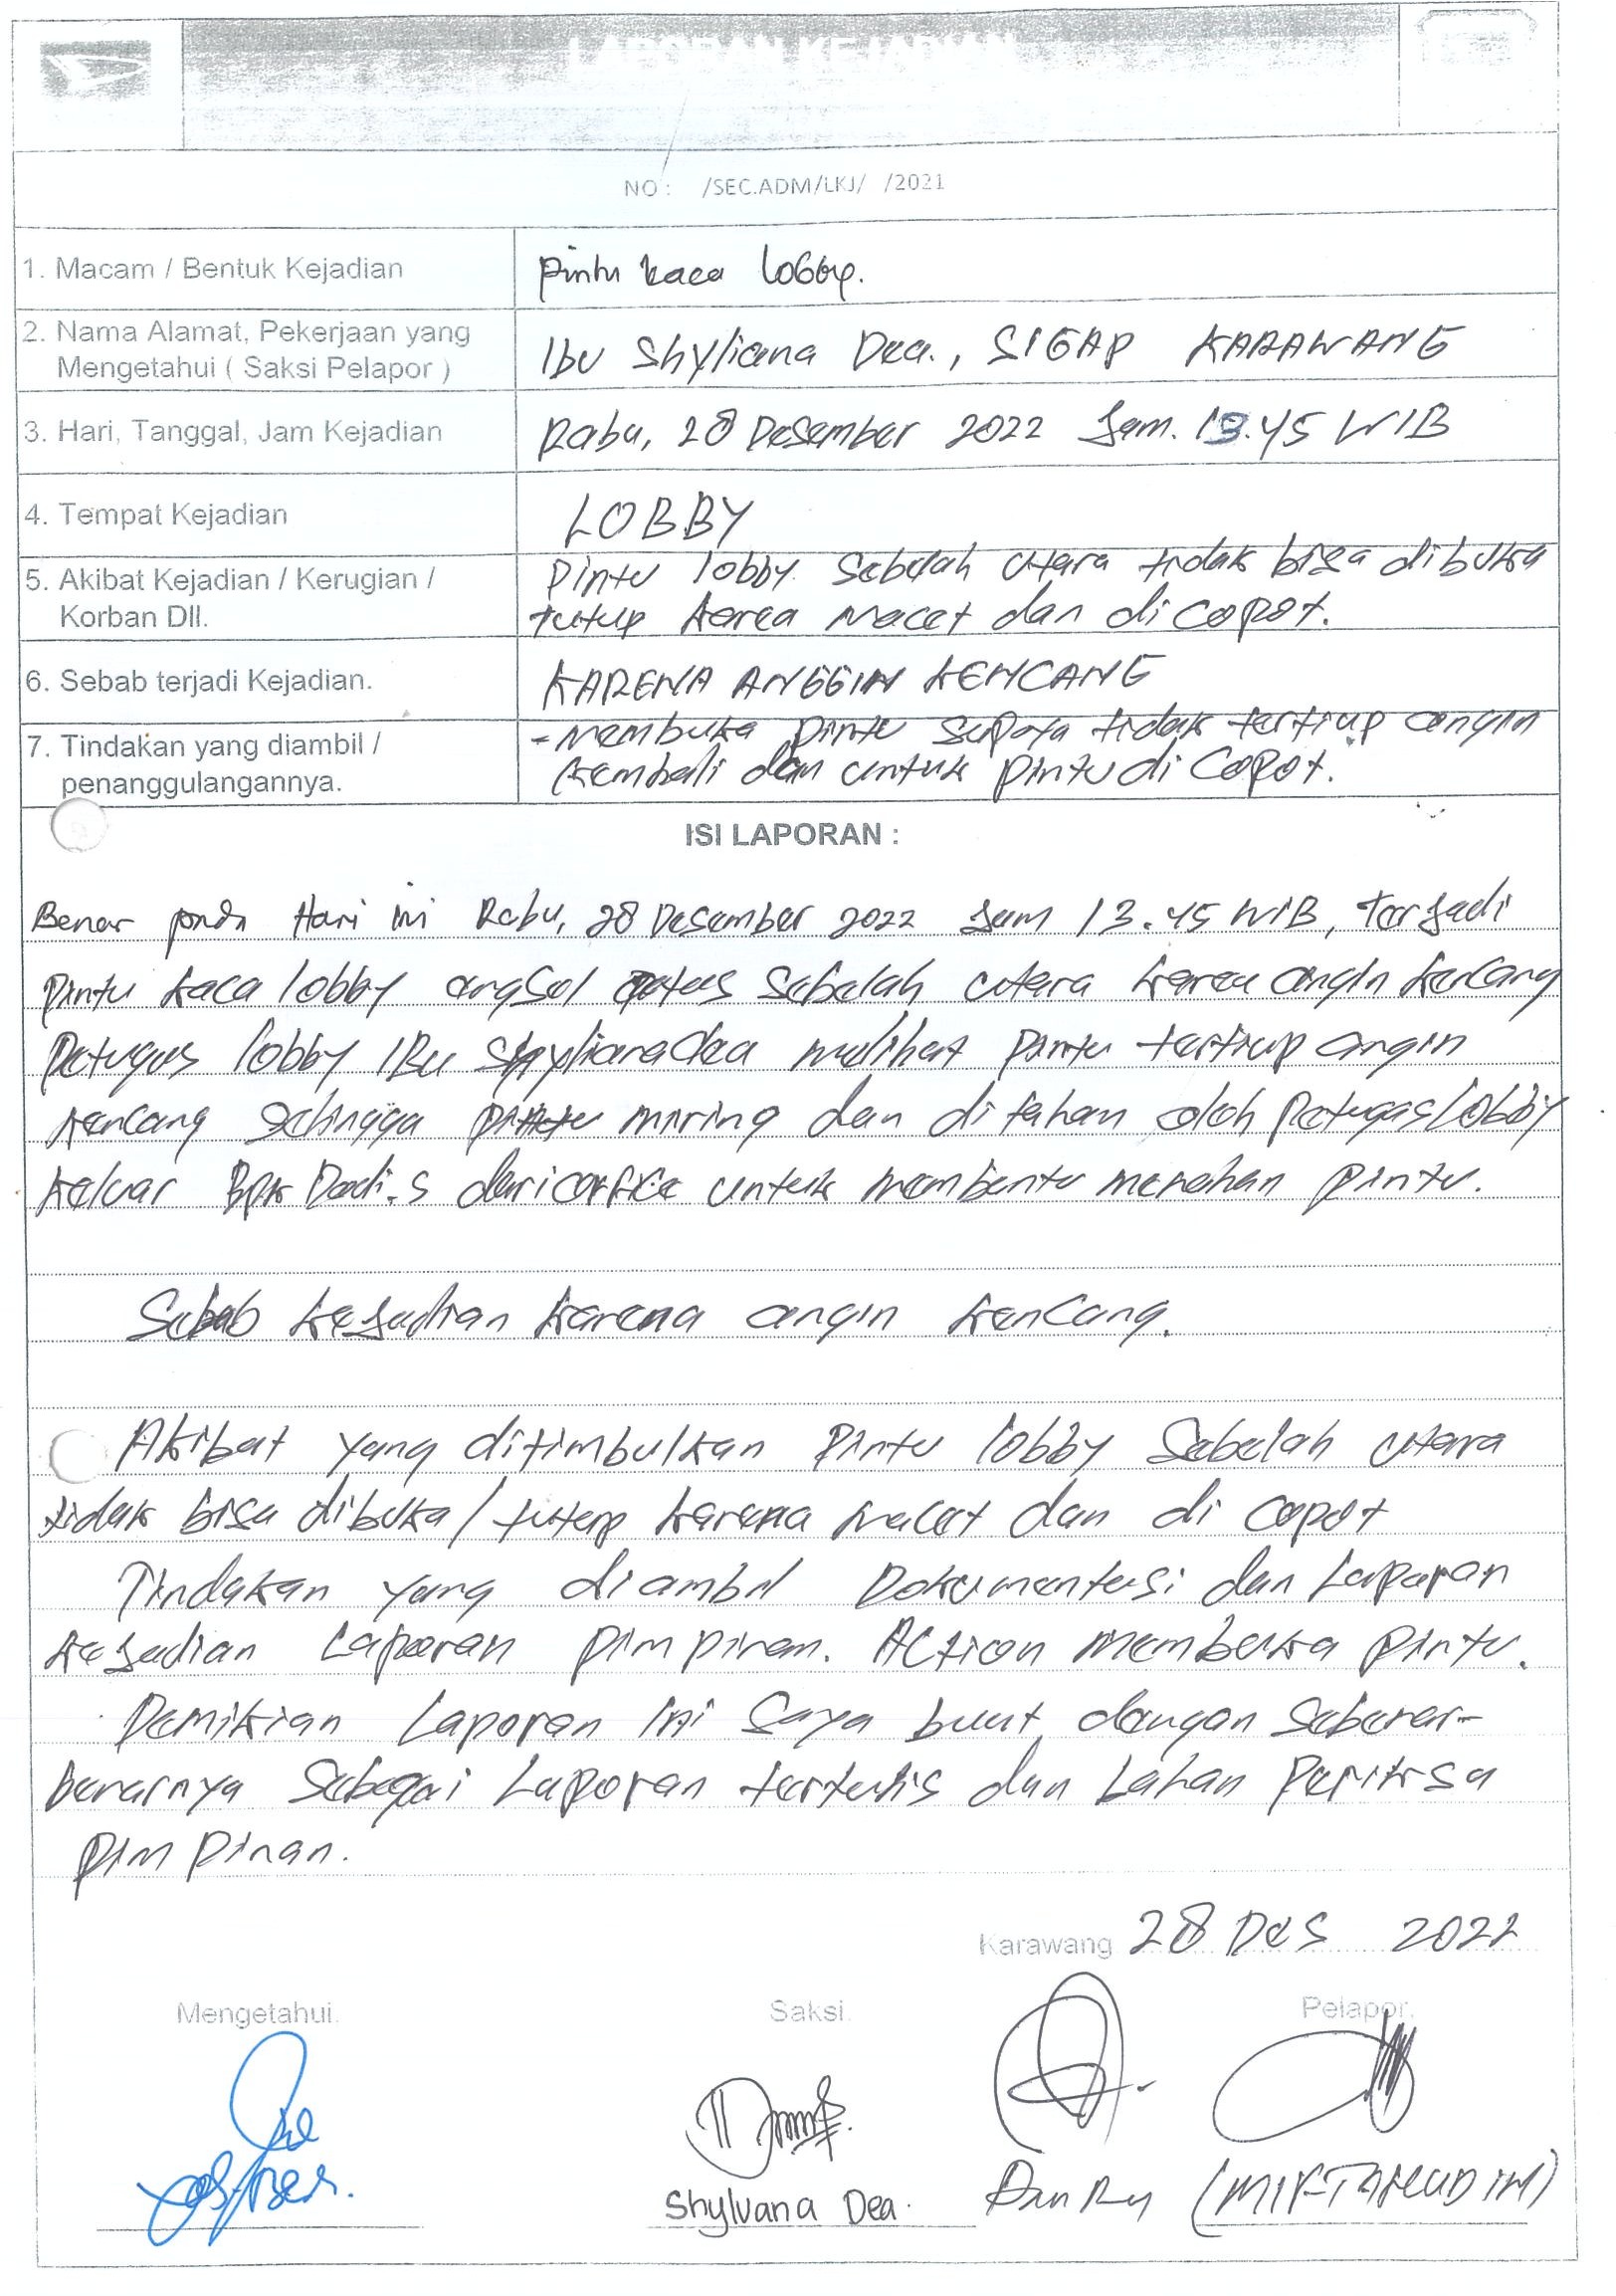 LAPORAN KEJADIAN
NO : /SEC.ADM/LKJ/ /2021
1. Macam / Bentuk Kejadian
Pintu kaca lobby.
2. Nama Alamat, Pekerjaan yang
Mengetahui ( Saksi Pelapor )
Ibu Shyliana Dea., SIGAP KARAWANG
3. Hari, Tanggal, Jam Kejadian
Rabu, 28 Desember 2022 Jam. 13.45 WIB
4. Tempat Kejadian
LOBBY
5. Akibat Kejadian / Kerugian /
Korban Dll.
Pintu lobby sebelah utara tidak bisa dibuka
tutup karea macet dan di copot.
6. Sebab terjadi Kejadian.
KARENA ANGGIN KENCANG
7. Tindakan yang diambil /
penanggulangannya.
- Membuka pintu supaya tidak tertiup angin
kembali dan untuk pintu di copot.
ISI LAPORAN :
Benar pada Hari ini Rabu, 28 Desember 2022 Jam 13.45 WIB, terjadi
Pintu kaca lobby angsol sebelah utara karea angin kencang
Petugas lobby IBu Shyliana dea melihat Pintu tertiup angin
kencang sehingga pintu miring dan di tahan oleh Petugas lobby
keluar Bpk Dedi.S dari office untuk membantu menahan pintu.
Sebab kejadian karena angin kencang.
Akibat yang ditimbulkan Pintu lobby sebelah utara
tidak bisa dibuka/tutup karena macet dan di copot
Tindakan yang diambil Dokumentasi dan Laporan
kejadian Laporan pimpinan. Action membuka pintu.
Demikian Laporan ini saya buat dengan sebenar-
benarnya sebagai Laporan tertulis dan bahan periksa
pimpinan.
Karawang 28 Des 2022
Mengetahui.
Saksi.
Pelapor.
Shylvana Dea.
DanRu
(MIFTAHUDIN)